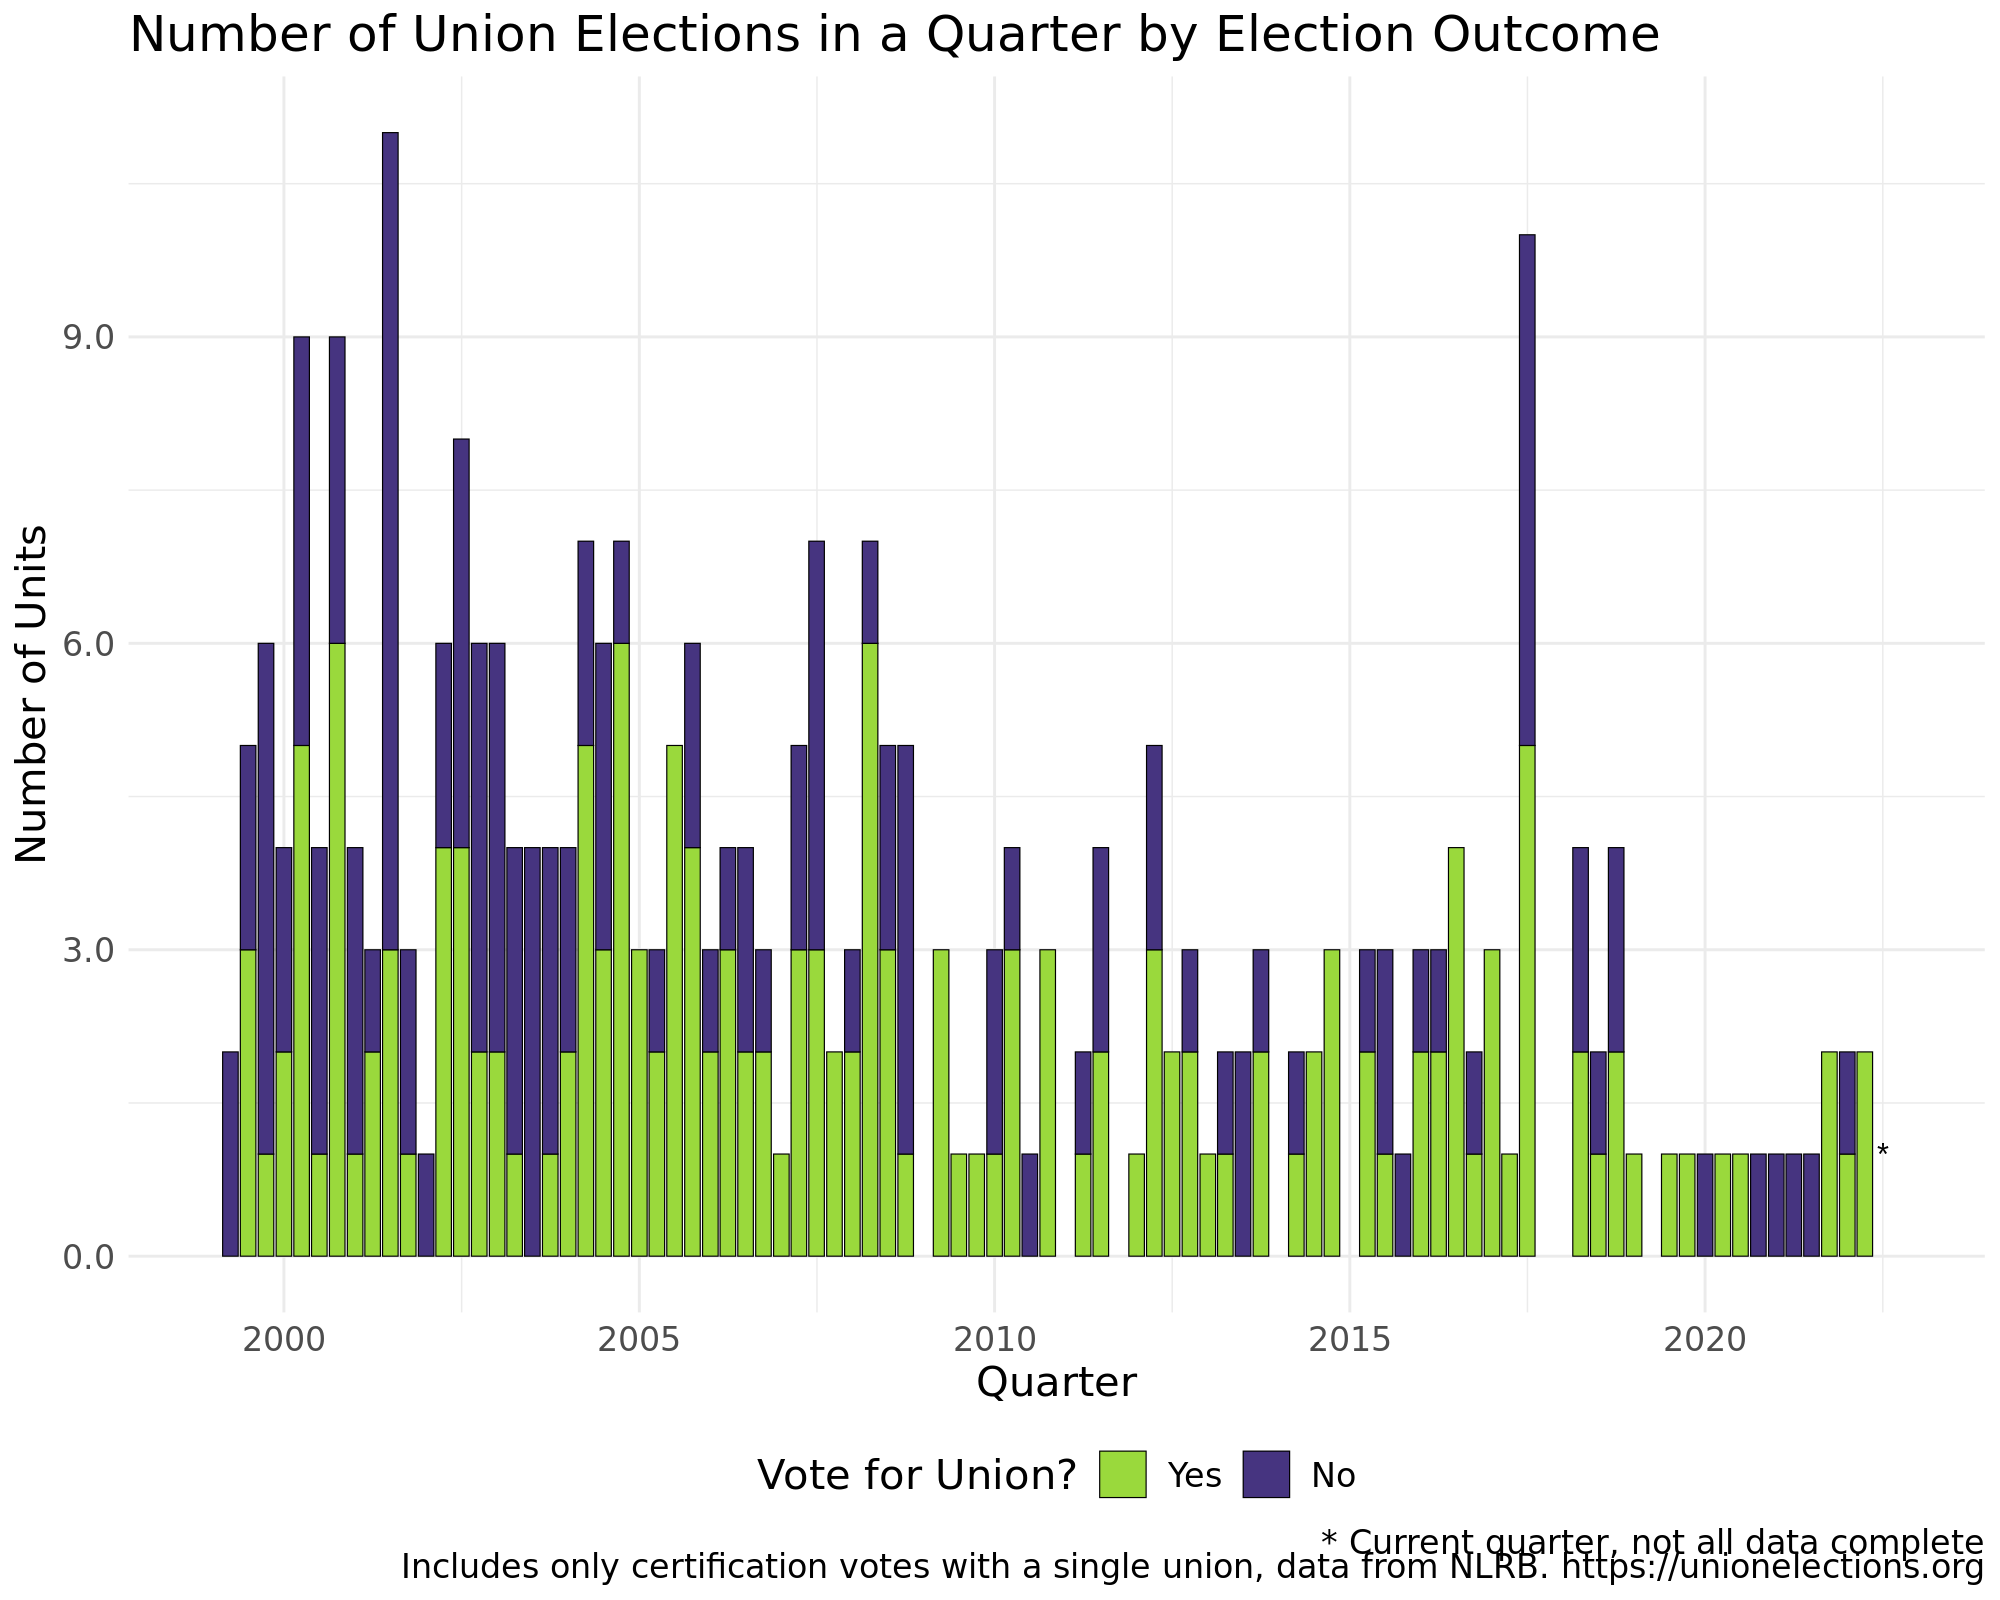 Number of Union Elections in a Quarter by Election Outcome
Number of Units
9.0
6.0
3.0
0.0
*
2000 2005 2010 2015 2020
Quarter
Vote for Union? Yes No
* Current quarter, not all data complete
Includes only certification votes with a single union, data from NLRB. https://unionelections.org